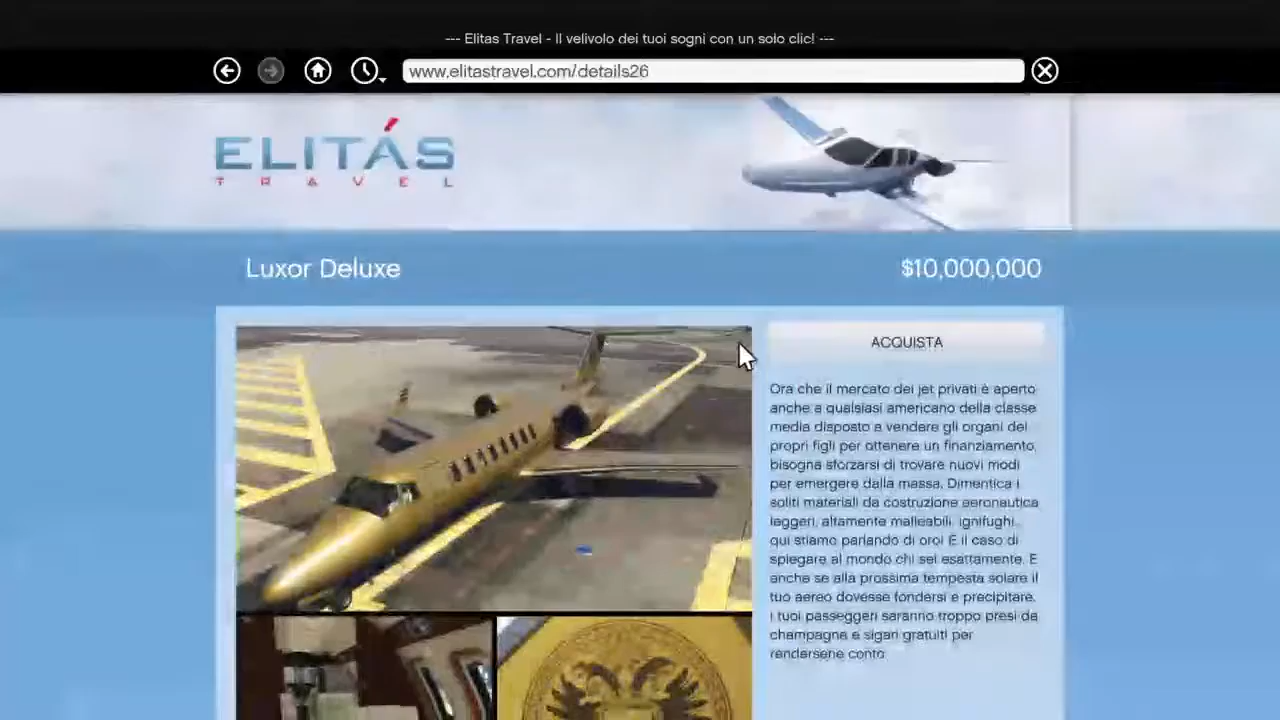 --- Elitas Travel - Il velivolo dei tuoi sogni con un solo clic! ---
www.elitastravel.com/details26
ELITÁS
TRAVEL
Luxor Deluxe
$10,000,000
ACQUISTA
Ora che il mercato dei jet privati è aperto
anche a qualsiasi americano della classe
media disposto a vendere gli organi dei
propri figli per ottenere un finanziamento,
bisogna sforzarsi di trovare nuovi modi
per emergere dalla massa. Dimentica i
soliti materiali da costruzione aeronautica
leggeri, altamente malleabili, ignifughi...
qui stiamo parlando di oro! È il caso di
spiegare al mondo chi sei esattamente. E
anche se alla prossima tempesta solare il
tuo aereo dovesse fondersi e precipitare,
i tuoi passeggeri saranno troppo presi da
champagne e sigari gratuiti per
rendersene conto.